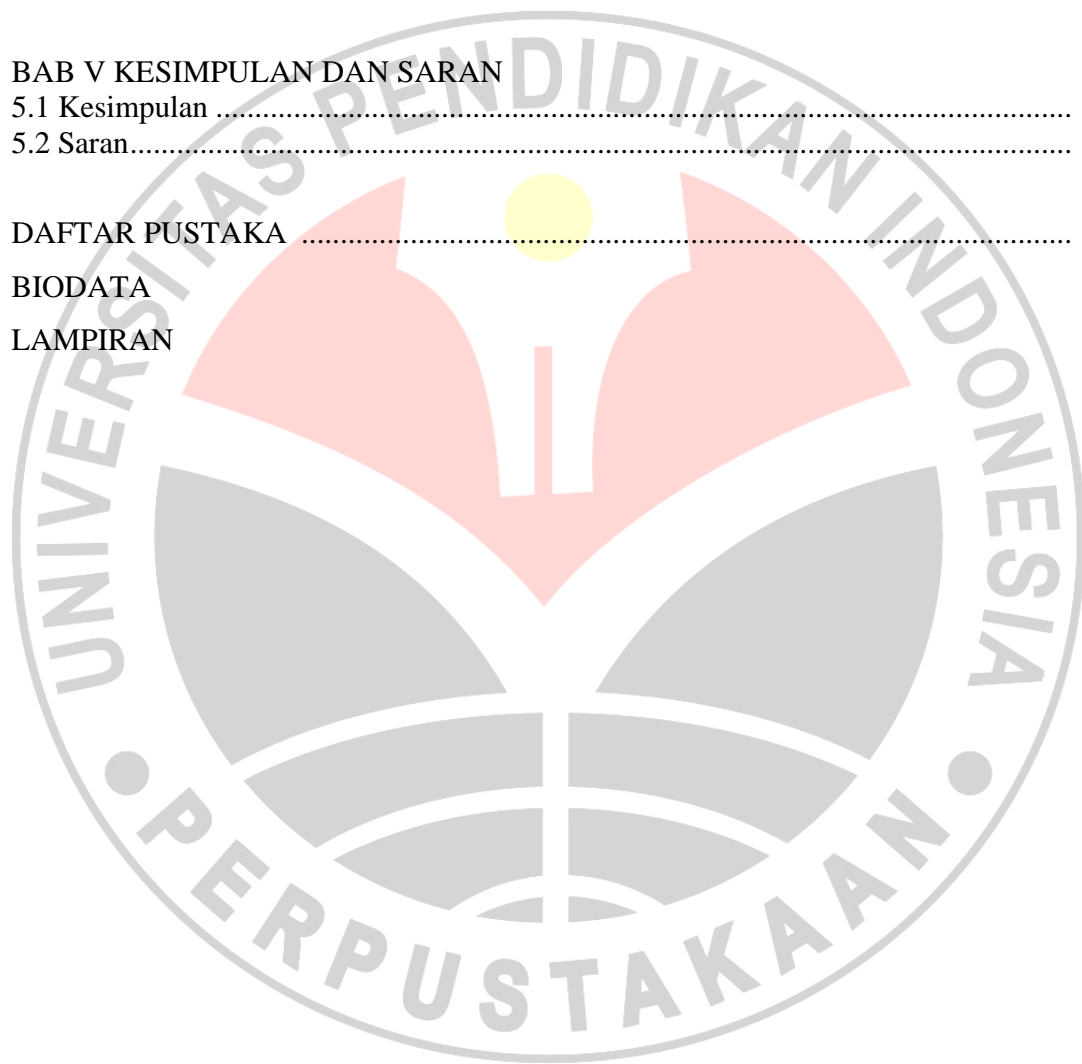 BAB V KESIMPULAN DAN SARAN
5.1 Kesimpulan ................................................................................................................
5.2 Saran...........................................................................................................................
DAFTAR PUSTAKA ....................................................................................................
BIODATA
LAMPIRAN
UNIVERSITAS PENDIDIKAN INDONESIA
PERPUSTAKAAN